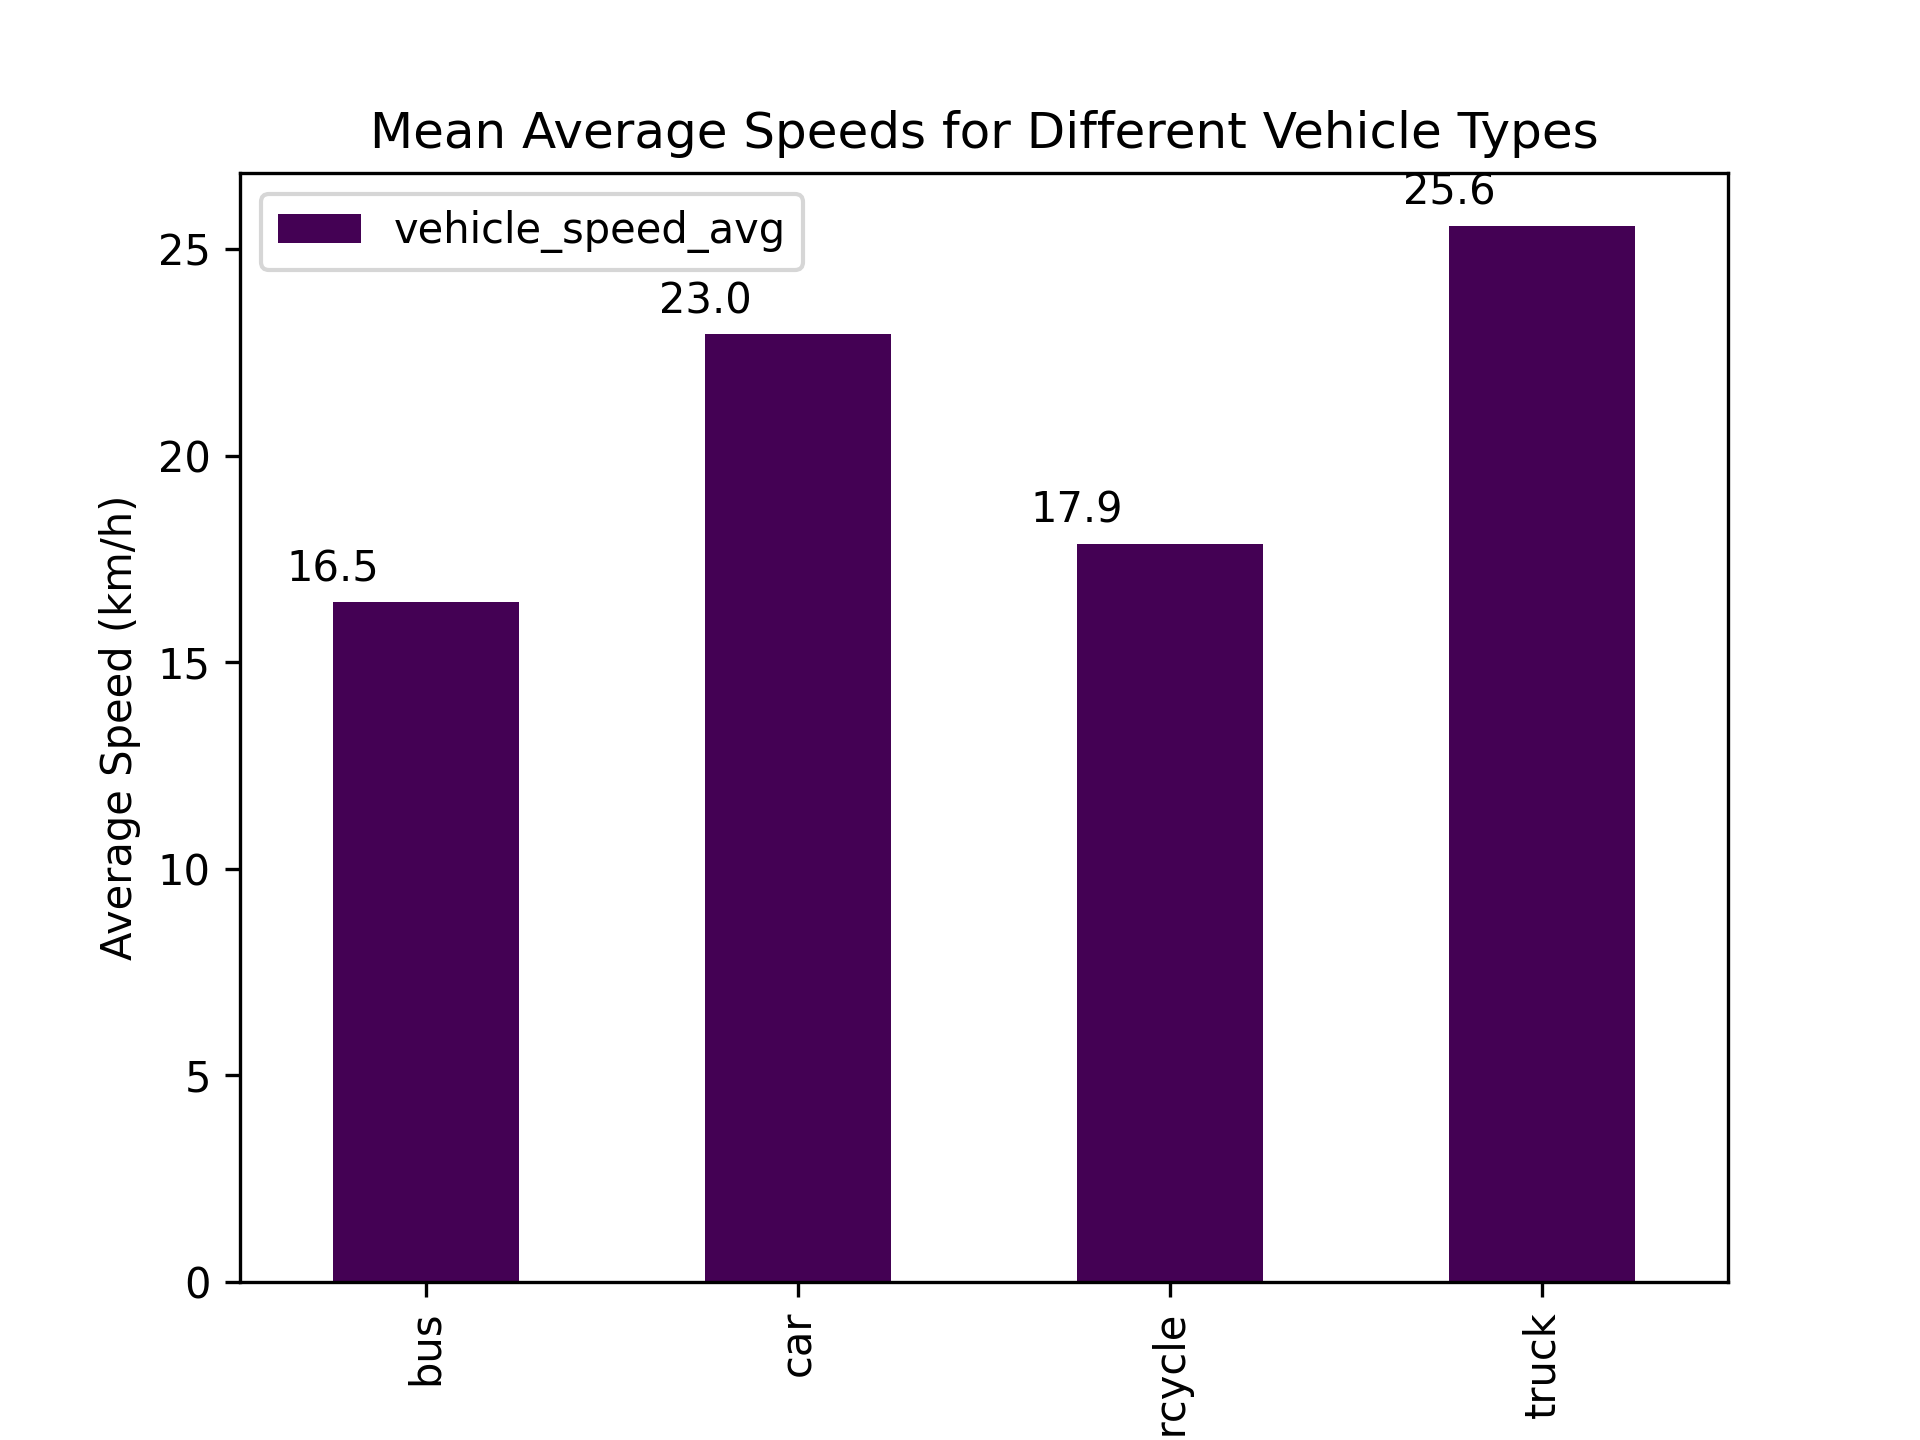 Mean Average Speeds for Different Vehicle Types
vehicle_speed_avg
Average Speed (km/h)
25
20
15
10
5
0
16.5
23.0
17.9
25.6
bus
car
rcycle
truck